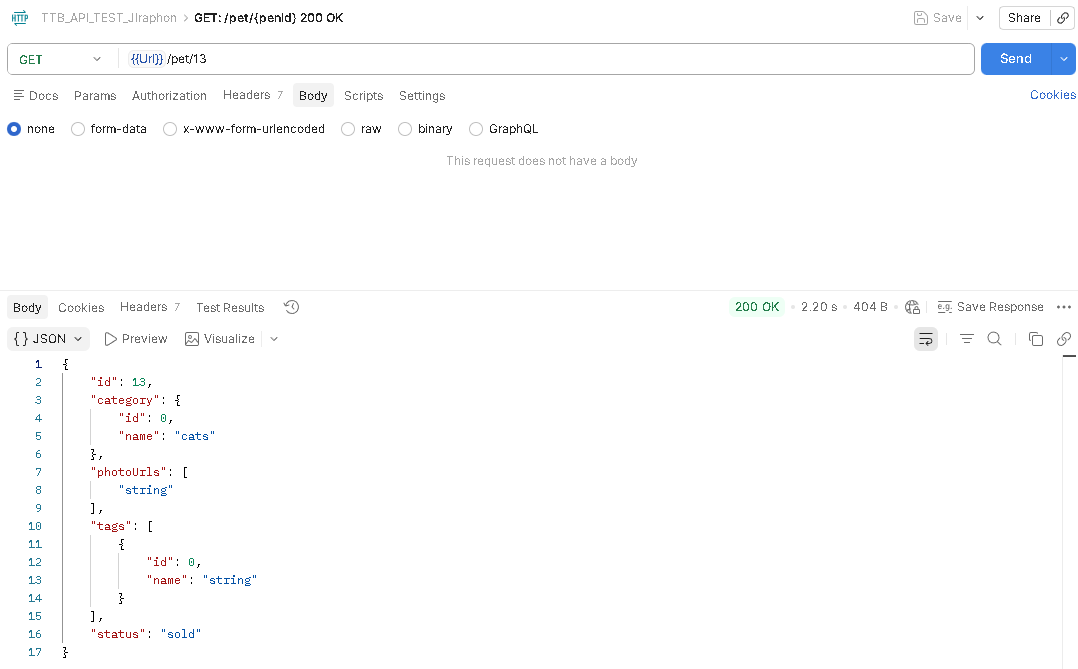 HTTP TTB_API_TEST_JIraphon > GET: /pet/{penId} 200 OK Save Share
GET {{Url}} /pet/13 Send
Docs Params Authorization Headers 7 Body Scripts Settings Cookies
none form-data x-www-form-urlencoded raw binary GraphQL
This request does not have a body
Body Cookies Headers 7 Test Results 200 OK • 2.20 s • 404 B • e.g. Save Response
{} JSON Preview Visualize
1 {
2 "id": 13,
3 "category": {
4 "id": 0,
5 "name": "cats"
6 },
7 "photoUrls": [
8 "string"
9 ],
10 "tags": [
11 {
12 "id": 0,
13 "name": "string"
14 }
15 ],
16 "status": "sold"
17 }